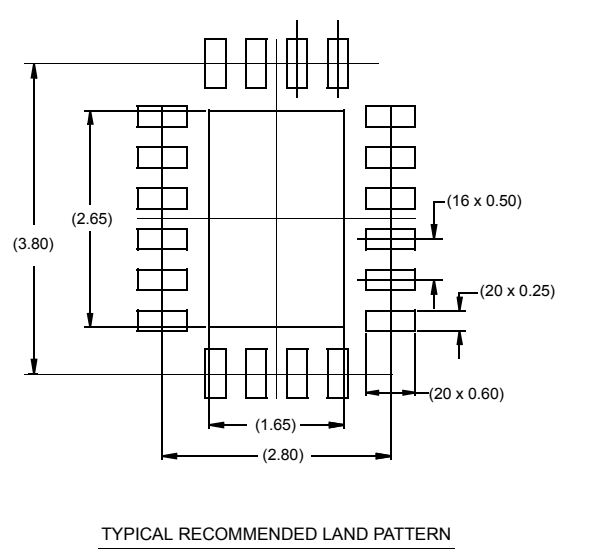 (16 x 0.50)
(2.65)
(3.80)
(20 x 0.25)
(20 x 0.60)
(1.65)
(2.80)
TYPICAL RECOMMENDED LAND PATTERN